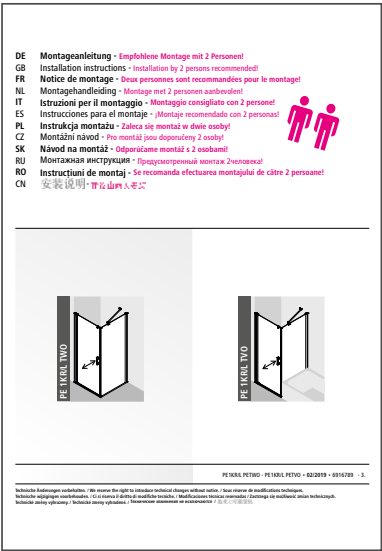 DE Montageanleitung - Empfohlene Montage mit 2 Personen!
GB Installation instructions - Installation by 2 persons recommended!
FR Notice de montage - Deux personnes sont recommandées pour le montage!
NL Montagehandleiding - Montage met 2 personen aanbevolen!
IT Istruzioni per il montaggio - Montaggio consigliato con 2 persone!
ES Instrucciones para el montaje - ¡Montaje recomendado con 2 personas!
PL Instrukcja montażu - Zaleca się montaż w dwie osoby!
CZ Montážní návod - Pro montáž jsou doporučeny 2 osoby!
SK Návod na montáž - Odporúčame montáž s 2 osobami!
RU Монтажная инструкция - Предусмотренный монтаж 2человека!
RO Instrucțiuni de montaj - Se recomanda efectuarea montajului de către 2 persoane!
CN 安装说明 -
PE 1KR/L TWO
PE 1KR/L TVO
PE1KR/L PETWO - PE1KR/L PETVO • 02/2019 • 6916789 - 3.
Technische Änderungen vorbehalten. / We reserve the right to introduce technical changes without notice. / Sous réserve de modifications techniques.
Technische wijzigingen voorbehouden. / Ci si riserva il diritto di modifiche tecniche. / Modificaciones técnicas reservadas / Zastrzega się możliwość zmian technicznych.
Technické změny vyhrazeny. / Technické zmeny vyhradené. / Технические изменения не исключаются /